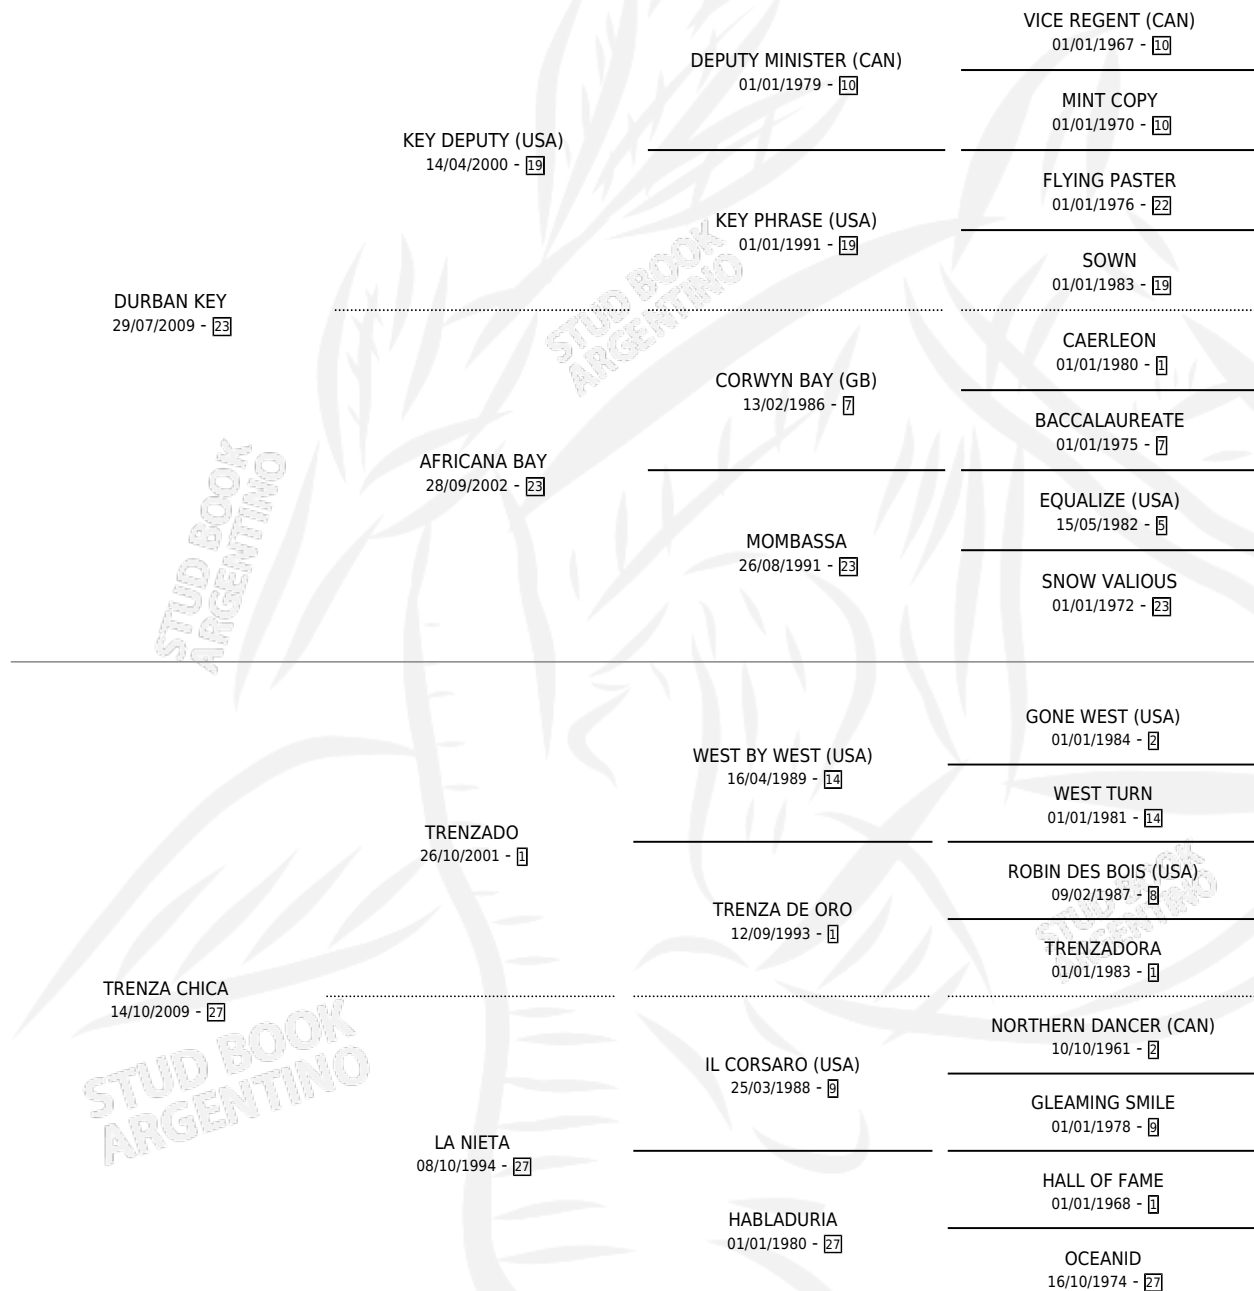 VICE REGENT (CAN)
01/01/1967 - 10
DEPUTY MINISTER (CAN)
01/01/1979 - 10
MINT COPY
01/01/1970 - 10
KEY DEPUTY (USA)
14/04/2000 - 19
FLYING PASTER
01/01/1976 - 22
KEY PHRASE (USA)
01/01/1991 - 19
SOWN
01/01/1983 - 19
DURBAN KEY
29/07/2009 - 23
CAERLEON
01/01/1980 - 1
CORWYN BAY (GB)
13/02/1986 - 7
BACCALAUREATE
01/01/1975 - 7
AFRICANA BAY
28/09/2002 - 23
EQUALIZE (USA)
15/05/1982 - 5
MOMBASSA
26/08/1991 - 23
SNOW VALIOUS
01/01/1972 - 23
GONE WEST (USA)
01/01/1984 - 2
WEST BY WEST (USA)
16/04/1989 - 14
WEST TURN
01/01/1981 - 14
TRENZADO
26/10/2001 - 1
ROBIN DES BOIS (USA)
09/02/1987 - 8
TRENZA DE ORO
12/09/1993 - 1
TRENZADORA
01/01/1983 - 1
TRENZA CHICA
14/10/2009 - 27
NORTHERN DANCER (CAN)
10/10/1961 - 2
IL CORSARO (USA)
25/03/1988 - 9
GLEAMING SMILE
01/01/1978 - 9
LA NIETA
08/10/1994 - 27
HALL OF FAME
01/01/1968 - 1
HABLADURIA
01/01/1980 - 27
OCEANID
16/10/1974 - 27
STUD BOOK
ARGENTINO
STUD BOOK
ARGENTINO
STUD BOOK
ARGENTINO
STUD BOOK
ARGENTINO